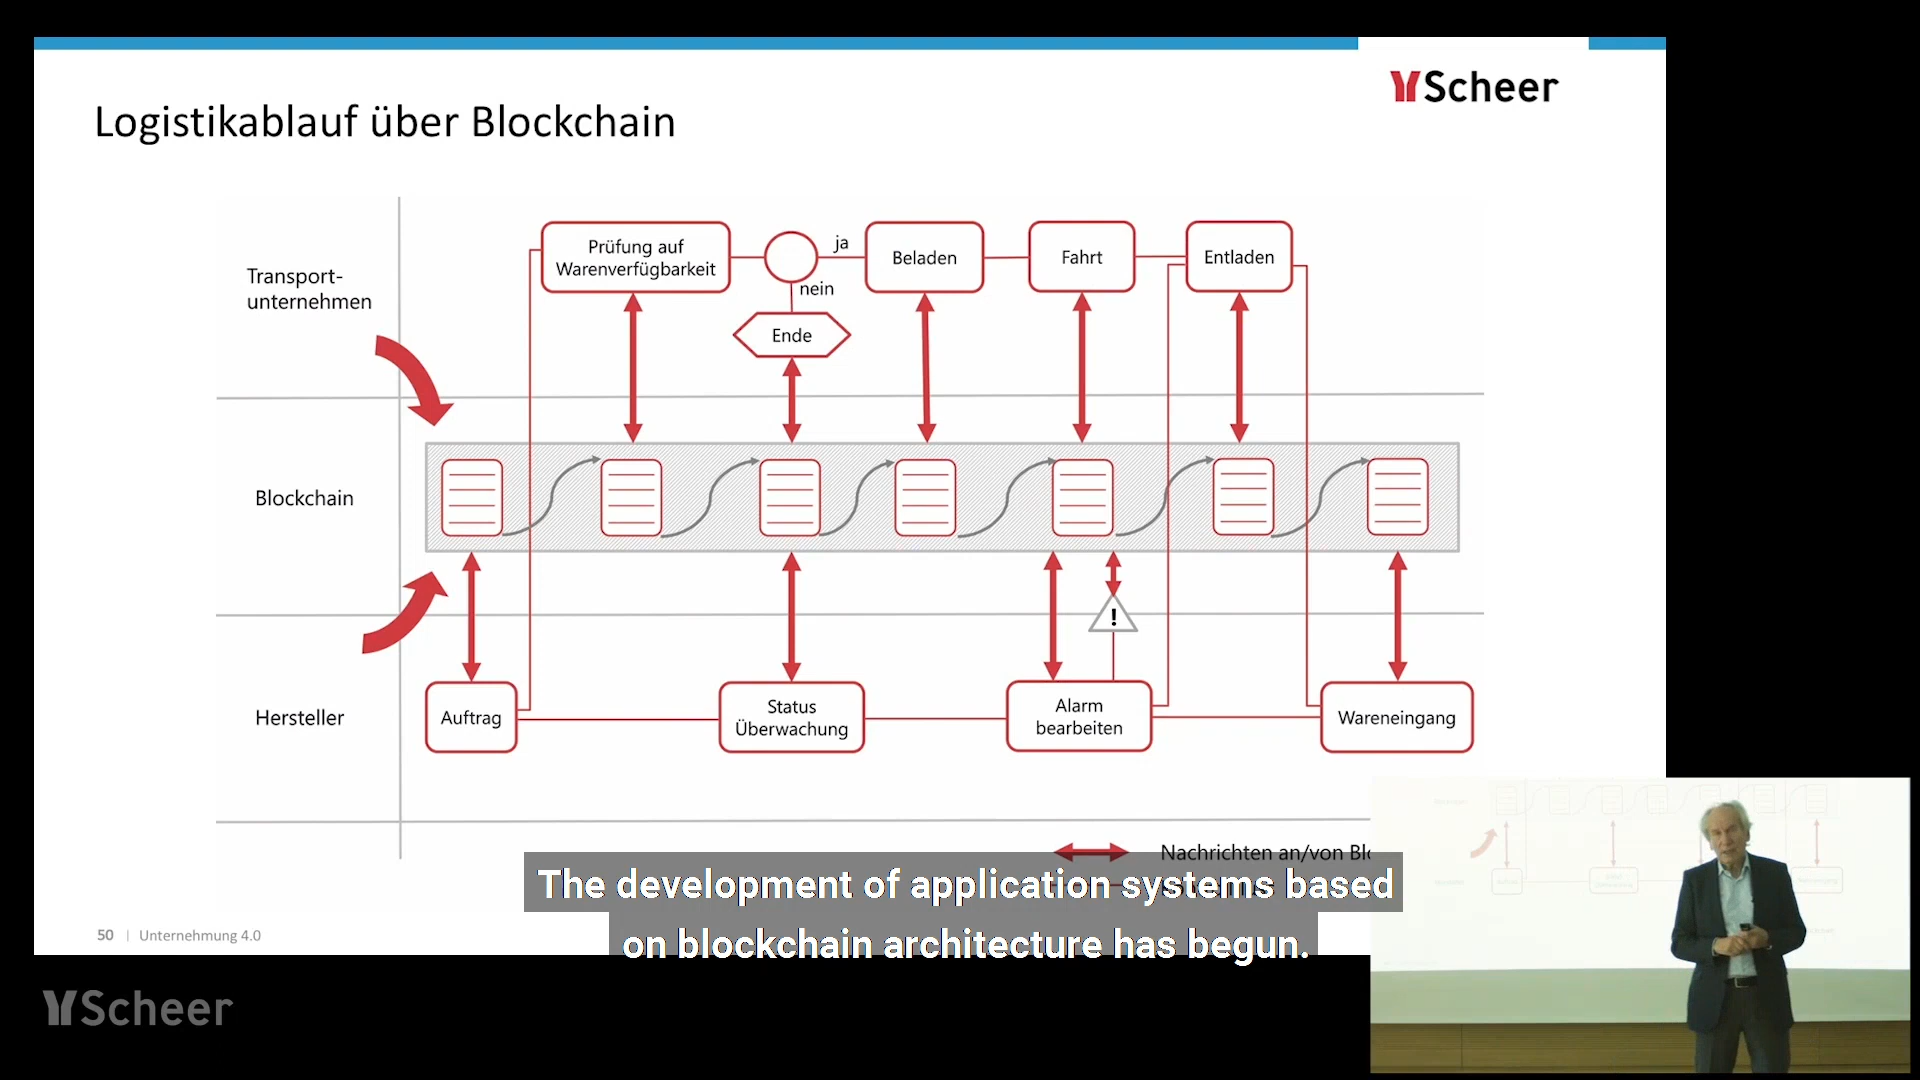 Scheer
Logistikablauf über Blockchain
Transport-
unternehmen
Prüfung auf
Warenverfügbarkeit
ja
nein
Ende
Beladen
Fahrt
Entladen
Blockchain
!
Hersteller
Auftrag
Status
Überwachung
Alarm
bearbeiten
Wareneingang
Nachrichten an/von
The development of application systems based
on blockchain architecture has begun.
50 | Unternehmung 4.0
Scheer